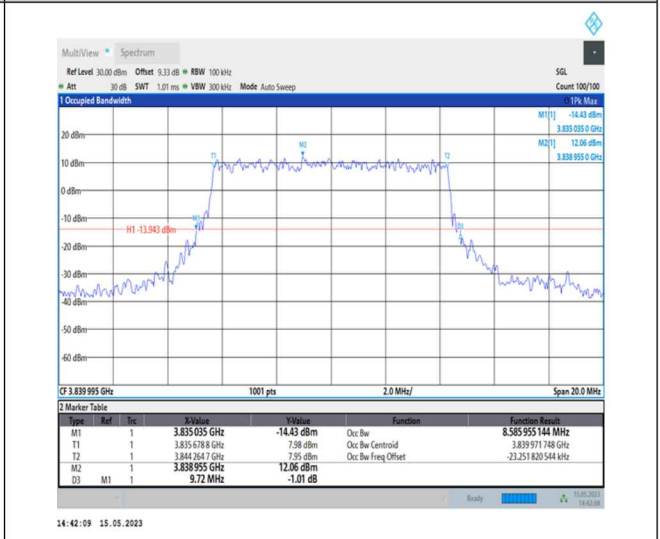 MultiView Spectrum
Ref Level 30.00 dBm Offset 9.33 dB RBW 100 kHz SGL
Att 30 dB SWT 1.01 ms VBW 300 kHz Mode Auto Sweep Count 100/100
1 Occupied Bandwidth 1Pk Max
M1[1] -14.43 dBm
3.835 035 0 GHz
20 dBm M2[1] 12.06 dBm
3.838 955 0 GHz
M2
T1 T2
10 dBm
0 dBm
-10 dBm
M1
H1 -13.943 dBm D3
-20 dBm
-30 dBm
-40 dBm
-50 dBm
-60 dBm
CF 3.839 995 GHz 1001 pts 2.0 MHz/ Span 20.0 MHz
2 Marker Table
Type Ref Trc X-Value Y-Value Function Function Result
M1 1 3.835 035 GHz -14.43 dBm Occ Bw 8.585 955 144 MHz
T1 1 3.835 678 8 GHz 7.98 dBm Occ Bw Centroid 3.839 971 748 GHz
T2 1 3.844 264 7 GHz 7.95 dBm Occ Bw Freq Offset -23.251 820 544 kHz
M2 1 3.838 955 GHz 12.06 dBm
D3 M1 1 9.72 MHz -1.01 dB
Ready 15.05.2023
14:42:08
14:42:09 15.05.2023